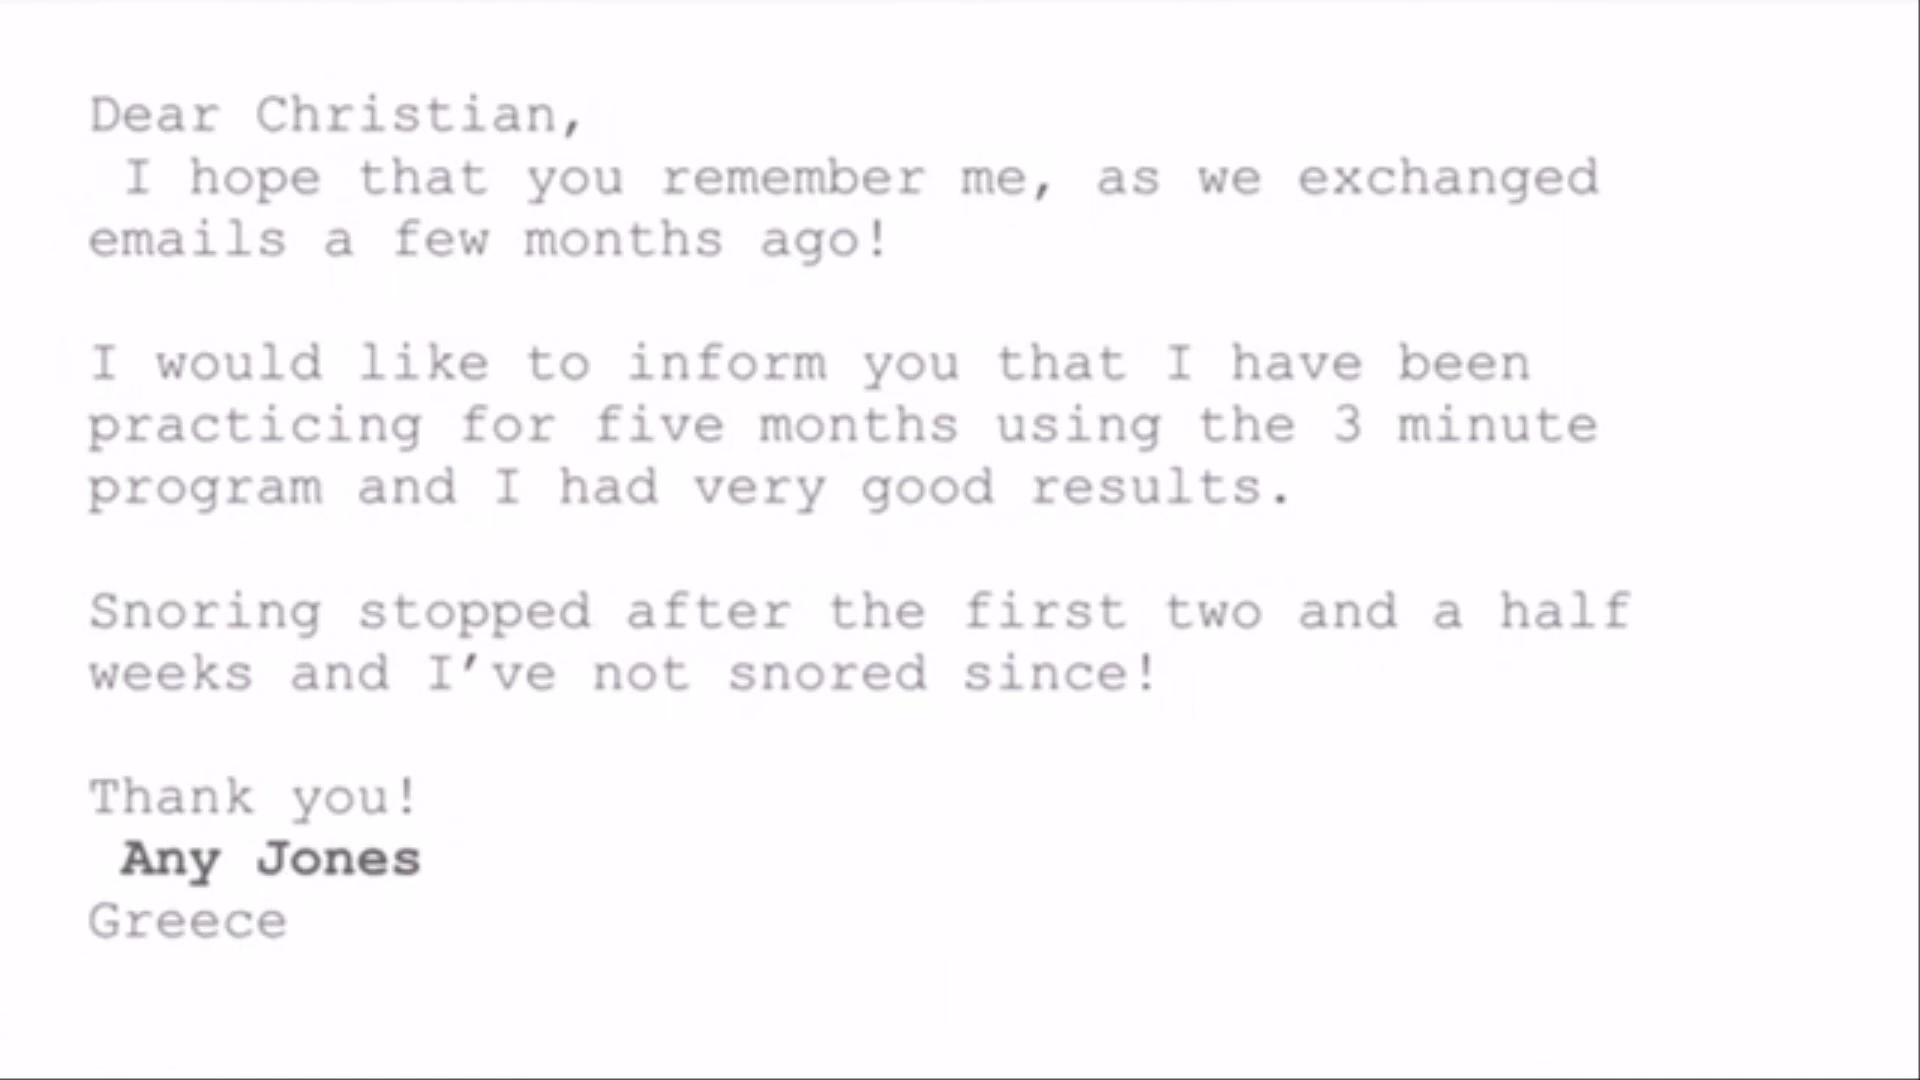 Dear Christian,
I hope that you remember me, as we exchanged
emails a few months ago!
I would like to inform you that I have been
practicing for five months using the 3 minute
program and I had very good results.
Snoring stopped after the first two and a half
weeks and I’ve not snored since!
Thank you!
Any Jones
Greece